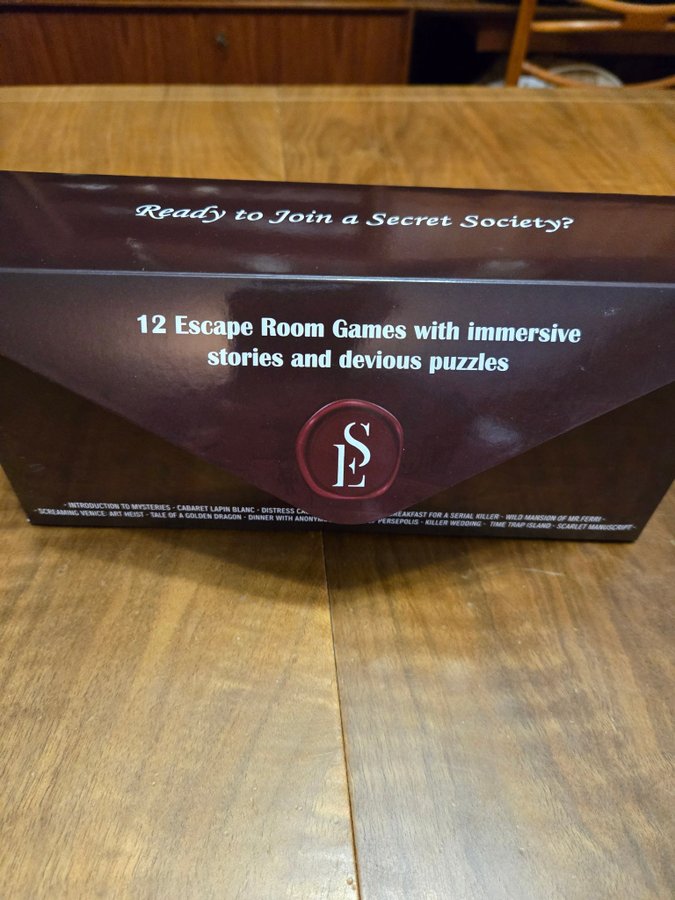 Ready to Join a Secret Society?
12 Escape Room Games with immersive
stories and devious puzzles
SE
· INTRODUCTION TO MYSTERIES · CABARET LAPIN BLANC · DISTRESS BREAKFAST FOR A SERIAL KILLER · WILD MANSION OF MR.FERRI ·
· SCREAMING VENICE: ART HEIST · TALE OF A GOLDEN DRAGON · DINNER WITH PERSEPOLIS · KILLER WEDDING · TIME TRAP ISLAND · SCARLET MANUSCRIPT ·